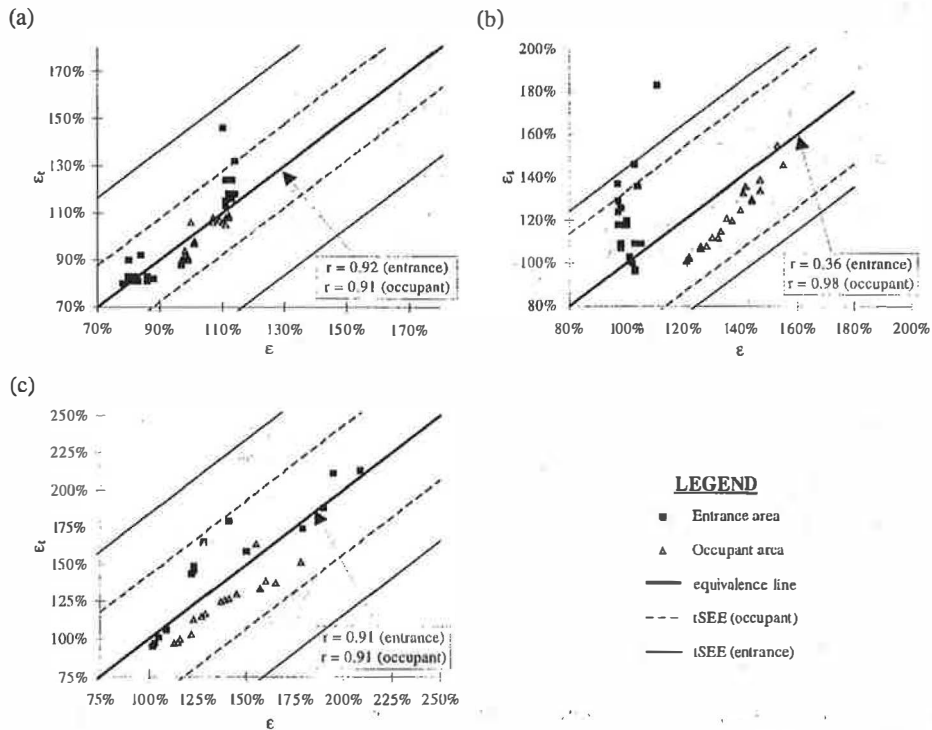 (a)
170%
150%
130%
110%
90%
70%
εt
70% 90% 110% 130% 150% 170%
ε
r = 0.92 (entrance)
r = 0.91 (occupant)
(b)
200%
180%
160%
140%
120%
100%
80%
εt
80% 100% 120% 140% 160% 180% 200%
ε
r = 0.36 (entrance)
r = 0.98 (occupant)
(c)
250%
225%
200%
175%
150%
125%
100%
75%
εt
75% 100% 125% 150% 175% 200% 225% 250%
ε
r = 0.91 (entrance)
r = 0.91 (occupant)
LEGEND
Entrance area
Occupant area
equivalence line
tSEE (occupant)
tSEE (entrance)